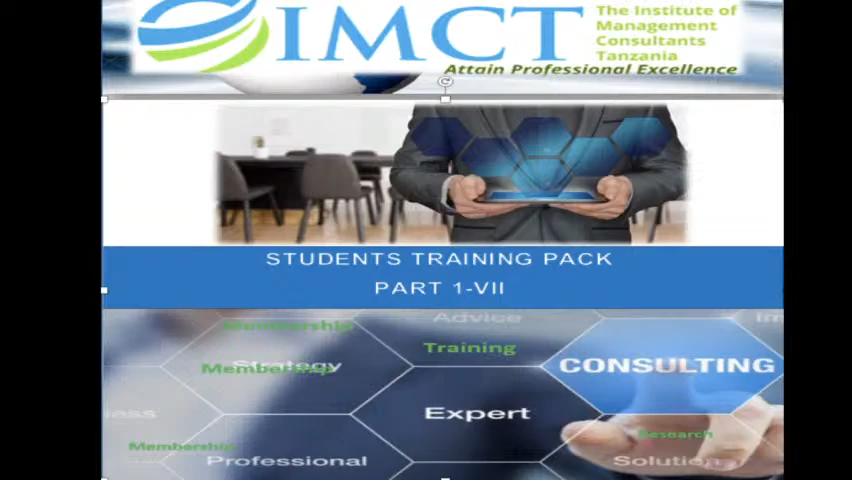 IMCT
The Institute of
Management
Consultants
Tanzania
Attain Professional Excellence
STUDENTS TRAINING PACK
PART 1-VII
Advice
Membership
Training
Strategy
Membership
CONSULTING
Expert
Research
Membership
Professional
Solution